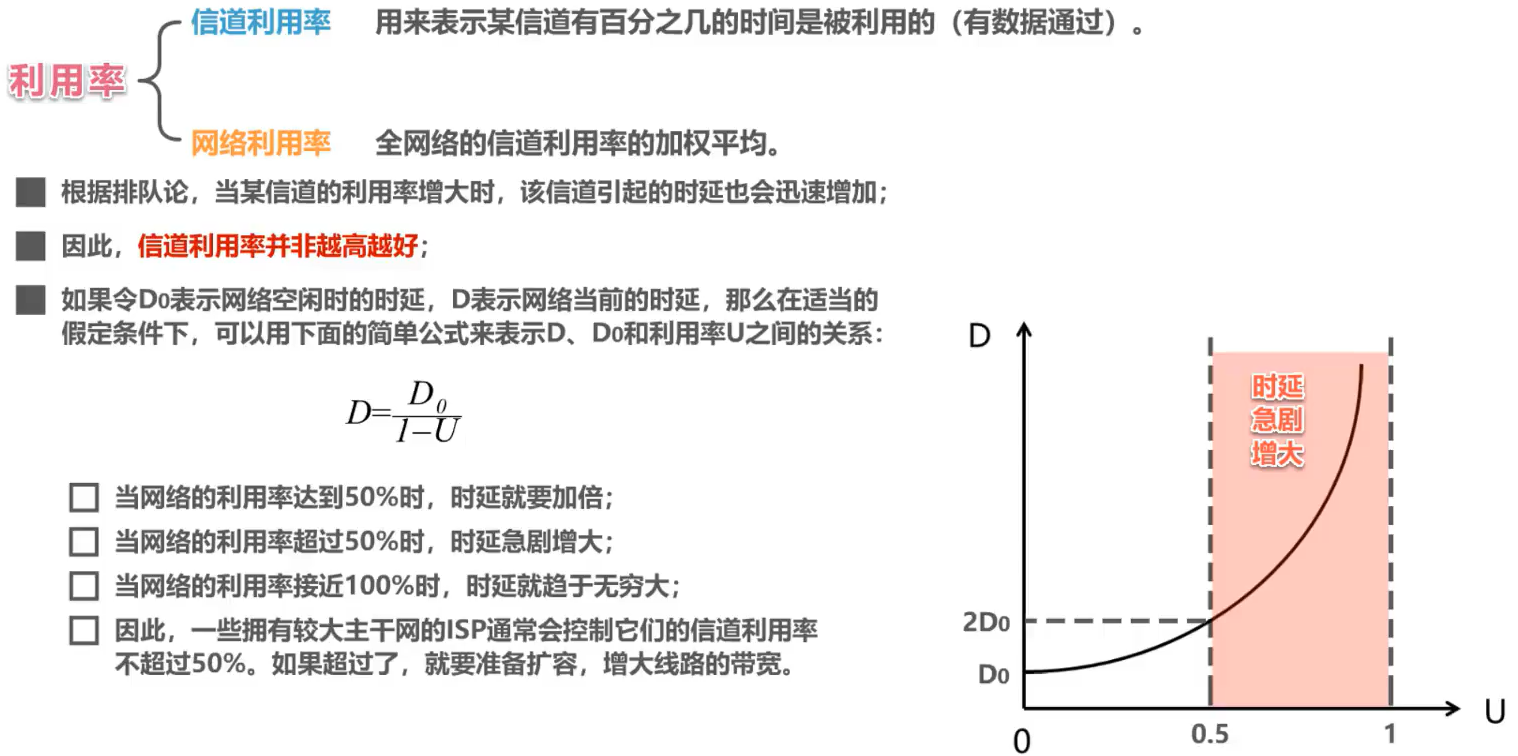 信道利用率 用来表示某信道有百分之几的时间是被利用的（有数据通过）。
利用率
网络利用率 全网络的信道利用率的加权平均。
根据排队论，当某信道的利用率增大时，该信道引起的时延也会迅速增加；
因此，信道利用率并非越高越好；
如果令D0表示网络空闲时的时延，D表示网络当前的时延，那么在适当的
假定条件下，可以用下面的简单公式来表示D、D0和利用率U之间的关系：
D=D0/1-U
当网络的利用率达到50%时，时延就要加倍；
当网络的利用率超过50%时，时延急剧增大；
当网络的利用率接近100%时，时延就趋于无穷大；
因此，一些拥有较大主干网的ISP通常会控制它们的信道利用率
不超过50%。如果超过了，就要准备扩容，增大线路的带宽。
D
时延
急剧
增大
2D0
D0
0
0.5
1
U